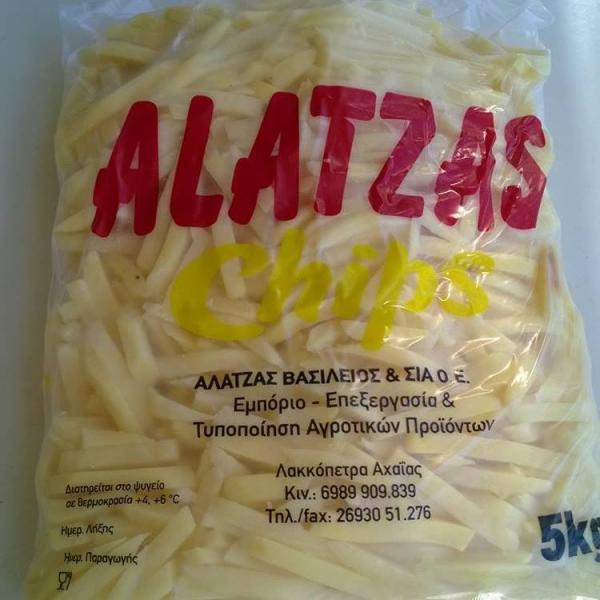 ALATZAS
Chips
ΑΛΑΤΖΑΣ ΒΑΣΙΛΕΙΟΣ & ΣΙΑ Ο.Ε.
Εμπόριο - Επεξεργασία &
Τυποποίηση Αγροτικών Προϊόντων
Λακκόπετρα Αχαΐας
Κιν.: 6989 909.839
Τηλ./fax: 26930 51.276
Διατηρείται στο ψυγείο
σε θερμοκρασία +4, +6 °C
Ημερ. Λήξης
Ημερ. Παραγωγής
5kg